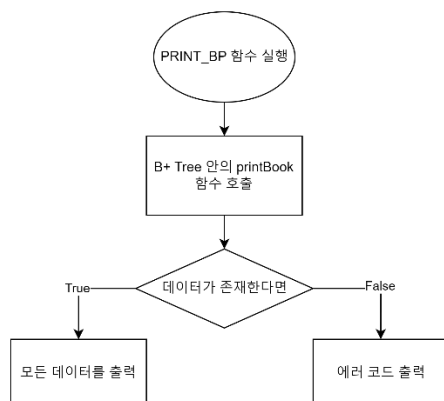 PRINT_BP 함수 실행
B+ Tree 안의 printBook
함수 호출
데이터가 존재한다면
True
False
모든 데이터를 출력
에러 코드 출력